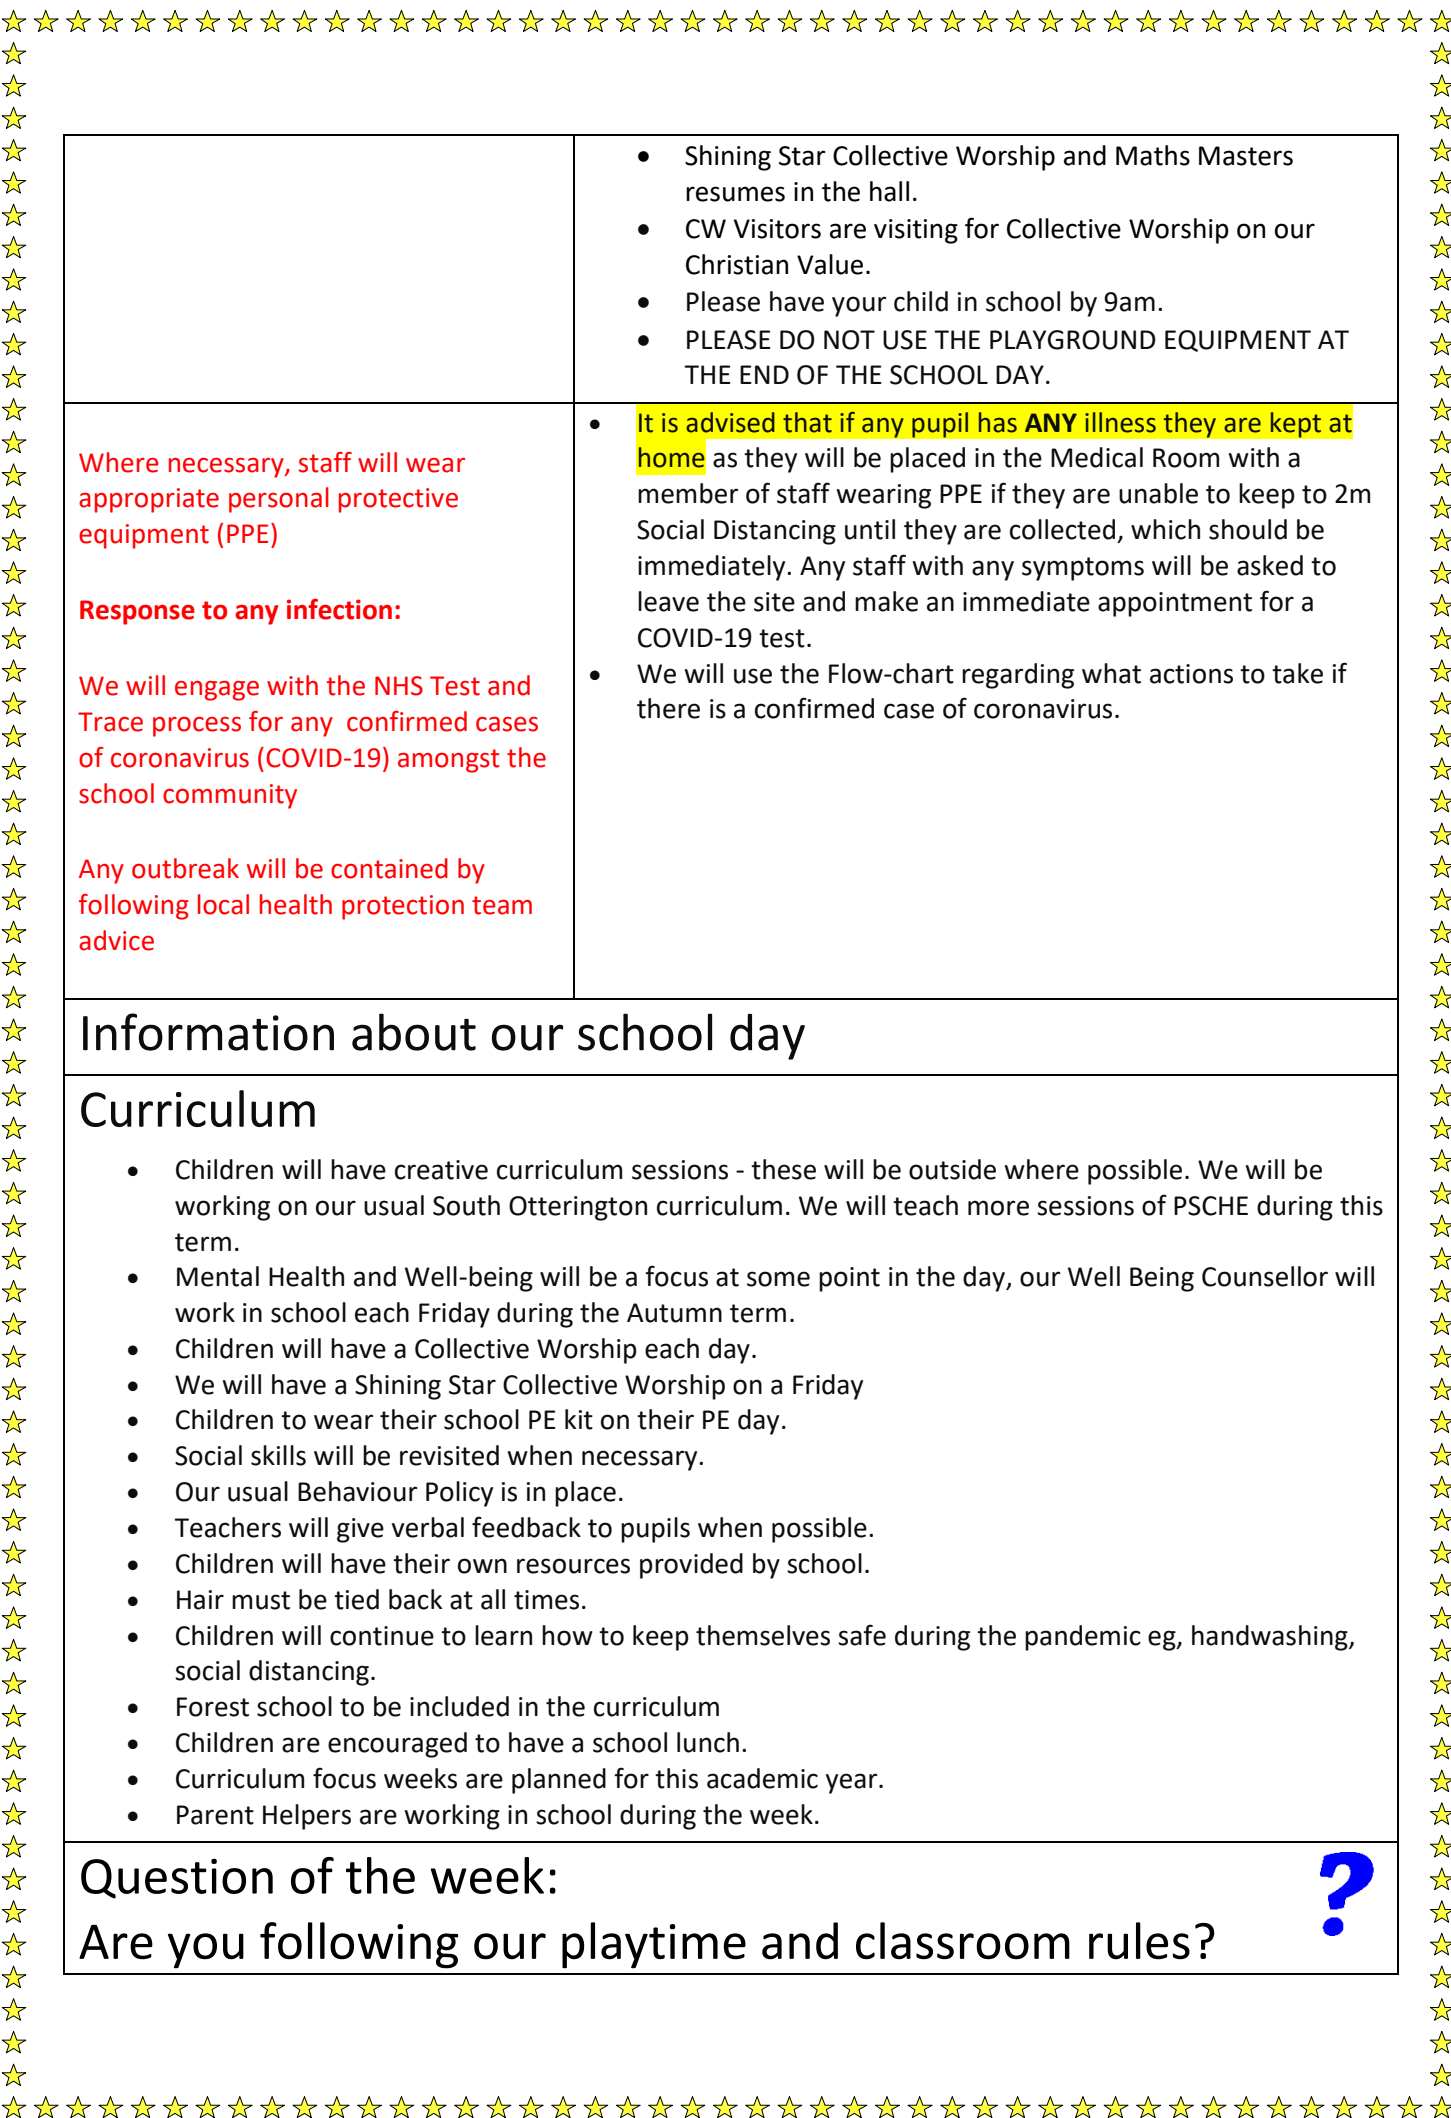 • Shining Star Collective Worship and Maths Masters
resumes in the hall.
• CW Visitors are visiting for Collective Worship on our
Christian Value.
• Please have your child in school by 9am.
• PLEASE DO NOT USE THE PLAYGROUND EQUIPMENT AT
THE END OF THE SCHOOL DAY.
Where necessary, staff will wear
appropriate personal protective
equipment (PPE)
Response to any infection:
We will engage with the NHS Test and
Trace process for any  confirmed cases
of coronavirus (COVID-19) amongst the
school community
Any outbreak will be contained by
following local health protection team
advice
• It is advised that if any pupil has ANY illness they are kept at
home as they will be placed in the Medical Room with a
member of staff wearing PPE if they are unable to keep to 2m
Social Distancing until they are collected, which should be
immediately. Any staff with any symptoms will be asked to
leave the site and make an immediate appointment for a
COVID-19 test.
• We will use the Flow-chart regarding what actions to take if
there is a confirmed case of coronavirus.
Information about our school day
Curriculum
• Children will have creative curriculum sessions - these will be outside where possible. We will be
working on our usual South Otterington curriculum. We will teach more sessions of PSCHE during this
term.
• Mental Health and Well-being will be a focus at some point in the day, our Well Being Counsellor will
work in school each Friday during the Autumn term.
• Children will have a Collective Worship each day.
• We will have a Shining Star Collective Worship on a Friday
• Children to wear their school PE kit on their PE day.
• Social skills will be revisited when necessary.
• Our usual Behaviour Policy is in place.
• Teachers will give verbal feedback to pupils when possible.
• Children will have their own resources provided by school.
• Hair must be tied back at all times.
• Children will continue to learn how to keep themselves safe during the pandemic eg, handwashing,
social distancing.
• Forest school to be included in the curriculum
• Children are encouraged to have a school lunch.
• Curriculum focus weeks are planned for this academic year.
• Parent Helpers are working in school during the week.
Question of the week:
Are you following our playtime and classroom rules?
?